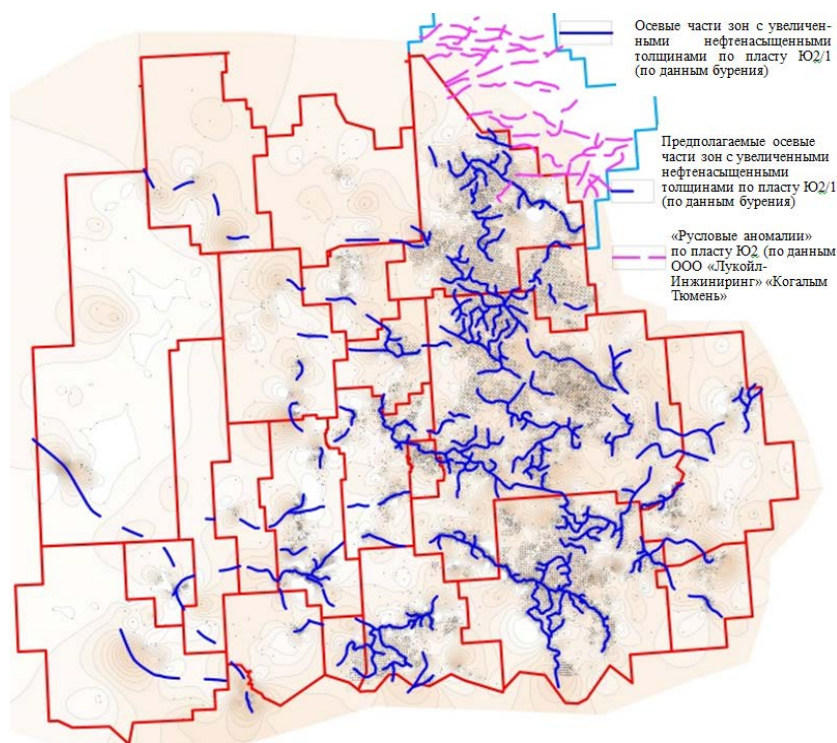 Осевые части зон с увеличен-
ными нефтенасыщенными
толщинами по пласту Ю2/1
(по данным бурения)
Предполагаемые осевые
части зон с увеличенными
нефтенасыщенными
толщинами по пласту Ю2/1
(по данным бурения)
«Русловые аномалии»
по пласту Ю2 (по данным
ООО «Лукойл-
Инжиниринг» «Когалым
Тюмень»